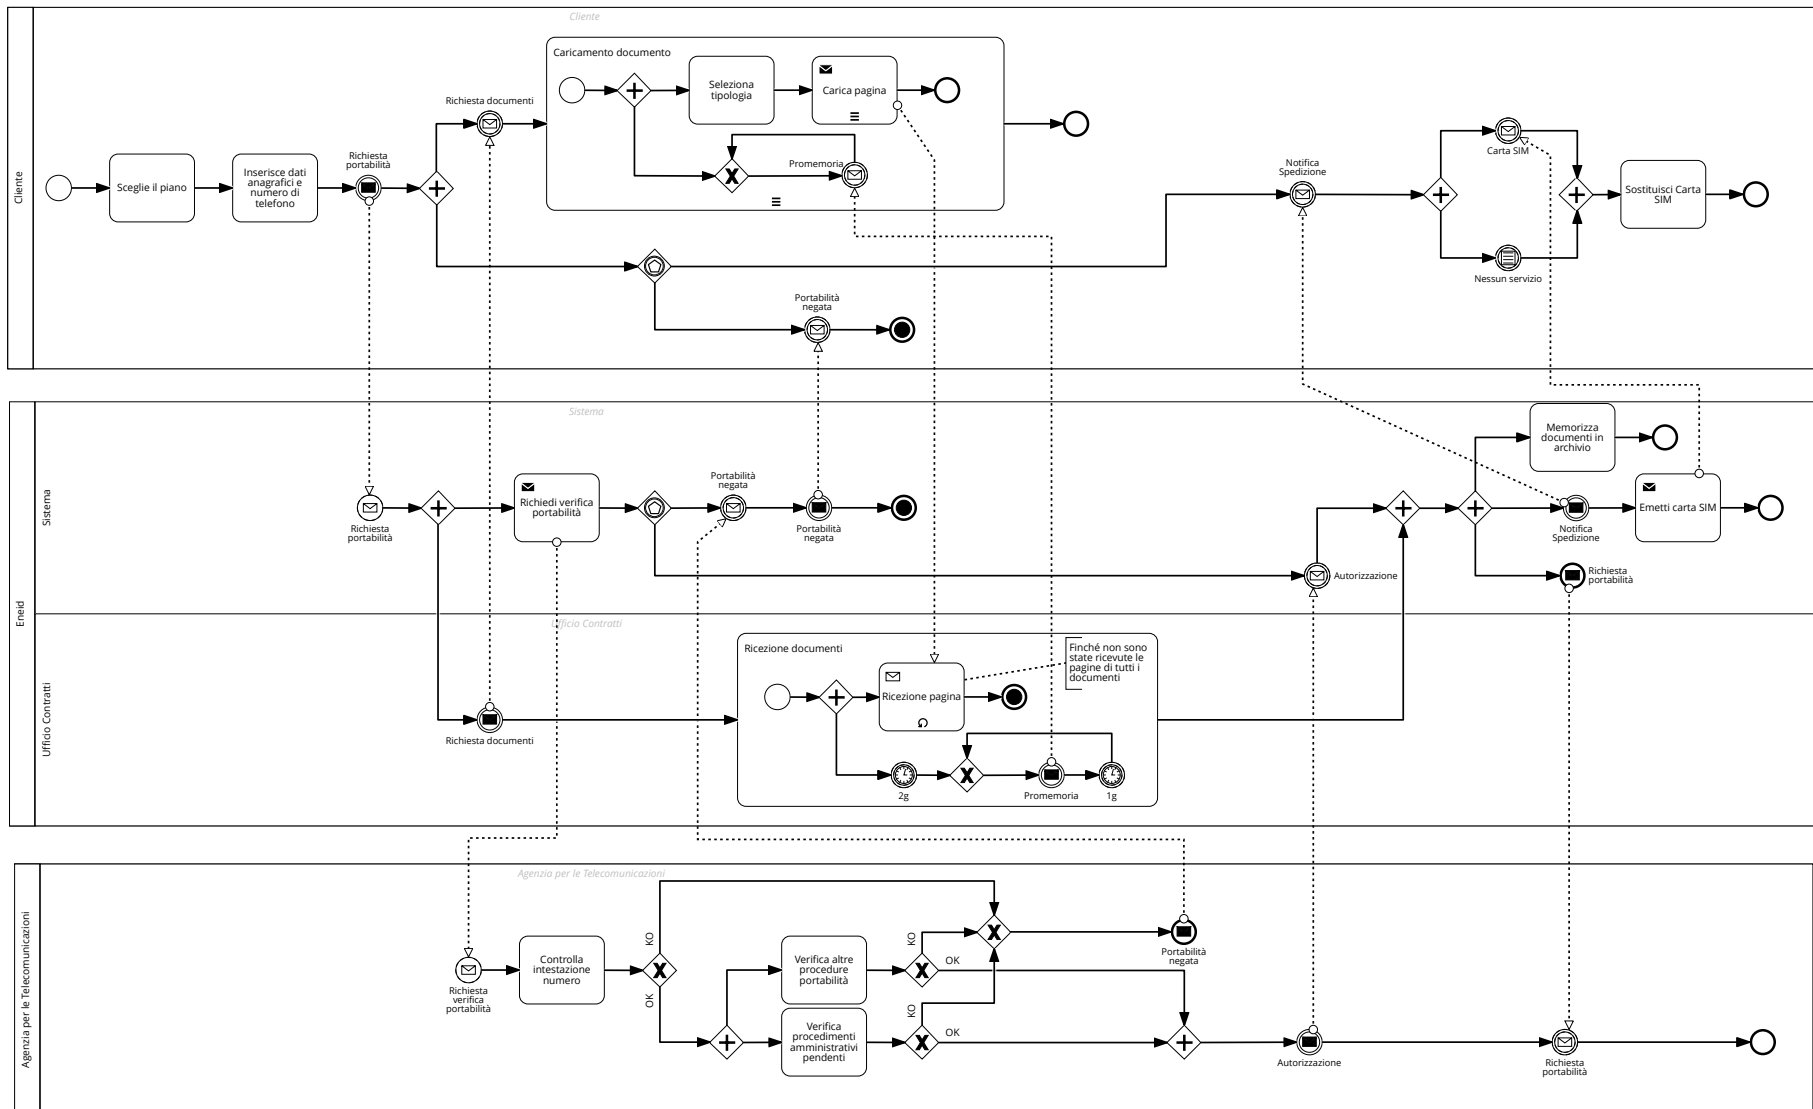 Cliente
Cliente
Caricamento documento
Seleziona
tipologia
Carica pagina
Richiesta documenti
Promemoria
Sceglie il piano
Inserisce dati
anagrafici e
numero di
telefono
Richiesta
portabilità
Portabilità
negata
Notifica
Spedizione
Carta SIM
Nessun servizio
Sostituisci Carta
SIM
Eneid
Sistema
Sistema
Richiesta
portabilità
Richiedi verifica
portabilità
Portabilità
negata
Portabilità
negata
Autorizzazione
Memorizza
documenti in
archivio
Notifica
Spedizione
Emetti carta SIM
Richiesta
portabilità
Ufficio Contratti
Ufficio Contratti
Richiesta documenti
Ricezione documenti
Ricezione pagina
Finché non sono
state ricevute le
pagine di tutti i
documenti
2g
Promemoria
1g
Agenzia per le Telecomunicazioni
Agenzia per le Telecomunicazioni
Richiesta
verifica
portabilità
Controlla
intestazione
numero
KO
OK
Verifica altre
procedure
portabilità
KO
OK
Verifica
procedimenti
amministrativi
pendenti
KO
OK
Portabilità
negata
Autorizzazione
Richiesta
portabilità